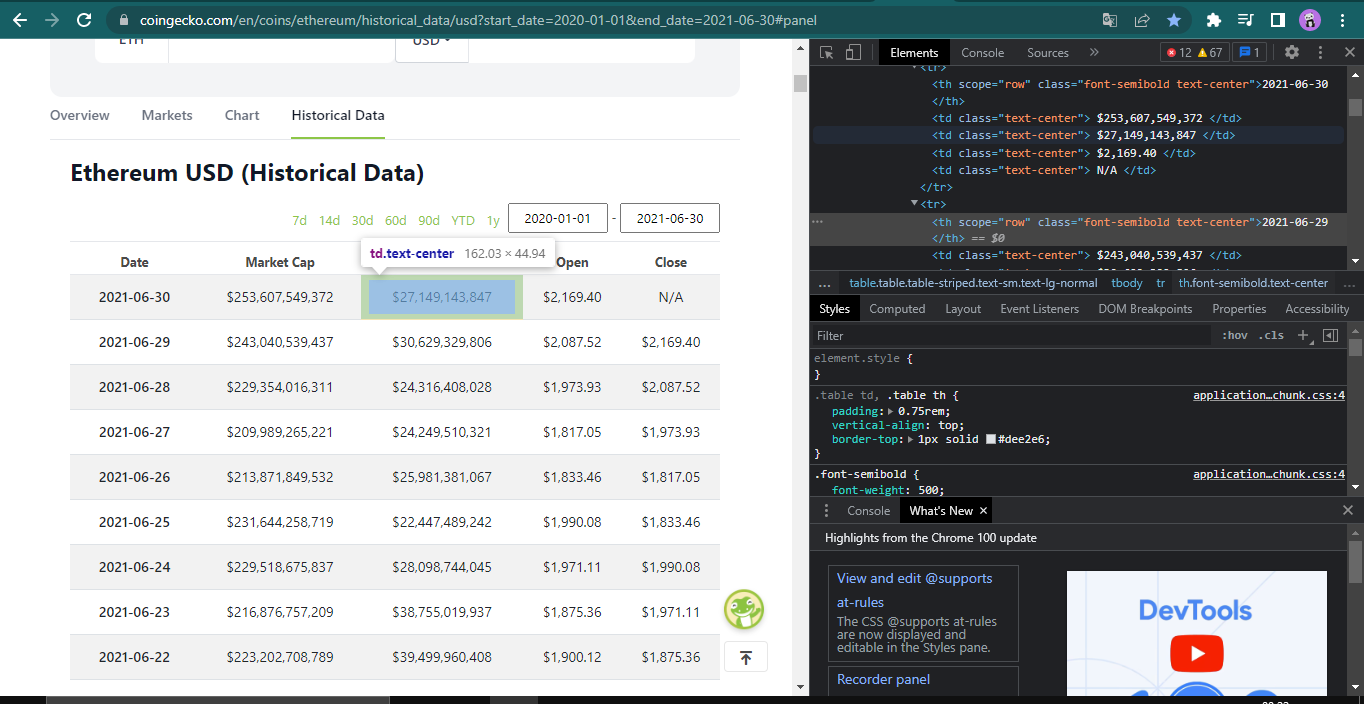 coingecko.com/en/coins/ethereum/historical_data/usd?start_date=2020-01-01&end_date=2021-06-30#panel
ETH
USD
Overview Markets Chart Historical Data
Ethereum USD (Historical Data)
7d 14d 30d 60d 90d YTD 1y 2020-01-01 - 2021-06-30
td.text-center 162.03 × 44.94
Date Market Cap Open Close
2021-06-30 $253,607,549,372 $27,149,143,847 $2,169.40 N/A
2021-06-29 $243,040,539,437 $30,629,329,806 $2,087.52 $2,169.40
2021-06-28 $229,354,016,311 $24,316,408,028 $1,973.93 $2,087.52
2021-06-27 $209,989,265,221 $24,249,510,321 $1,817.05 $1,973.93
2021-06-26 $213,871,849,532 $25,981,381,067 $1,833.46 $1,817.05
2021-06-25 $231,644,258,719 $22,447,489,242 $1,990.08 $1,833.46
2021-06-24 $229,518,675,837 $28,098,744,045 $1,971.11 $1,990.08
2021-06-23 $216,876,757,209 $38,755,019,937 $1,875.36 $1,971.11
2021-06-22 $223,202,708,789 $39,499,960,408 $1,900.12 $1,875.36
Elements Console Sources » 12 67 1
<tr>
<th scope="row" class="font-semibold text-center">2021-06-30
</th>
<td class="text-center"> $253,607,549,372 </td>
<td class="text-center"> $27,149,143,847 </td>
<td class="text-center"> $2,169.40 </td>
<td class="text-center"> N/A </td>
</tr>
<tr>
<th scope="row" class="font-semibold text-center">2021-06-29
</th> == $0
<td class="text-center"> $243,040,539,437 </td>
... table.table-striped.text-sm.text-lg-normal tbody tr th.font-semibold.text-center ...
Styles Computed Layout Event Listeners DOM Breakpoints Properties Accessibility
Filter :hov .cls +
element.style {
}
.table td, .table th { application…chunk.css:4
padding: 0.75rem;
vertical-align: top;
border-top: 1px solid #dee2e6;
}
.font-semibold { application…chunk.css:4
font-weight: 500;
Console What's New ×
Highlights from the Chrome 100 update
View and edit @supports
at-rules
The CSS @supports at-rules
are now displayed and
editable in the Styles pane.
Recorder panel
DevTools